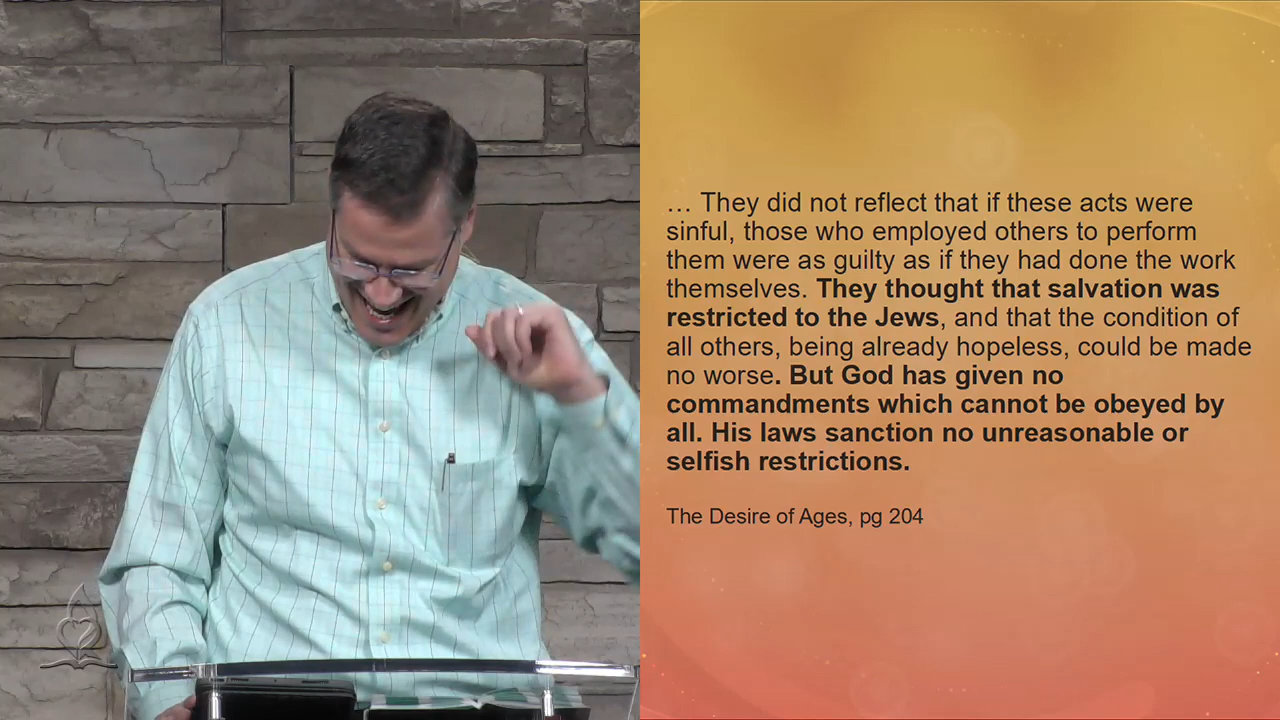 … They did not reflect that if these acts were
sinful, those who employed others to perform
them were as guilty as if they had done the work
themselves. They thought that salvation was
restricted to the Jews, and that the condition of
all others, being already hopeless, could be made
no worse. But God has given no
commandments which cannot be obeyed by
all. His laws sanction no unreasonable or
selfish restrictions.
The Desire of Ages, pg 204